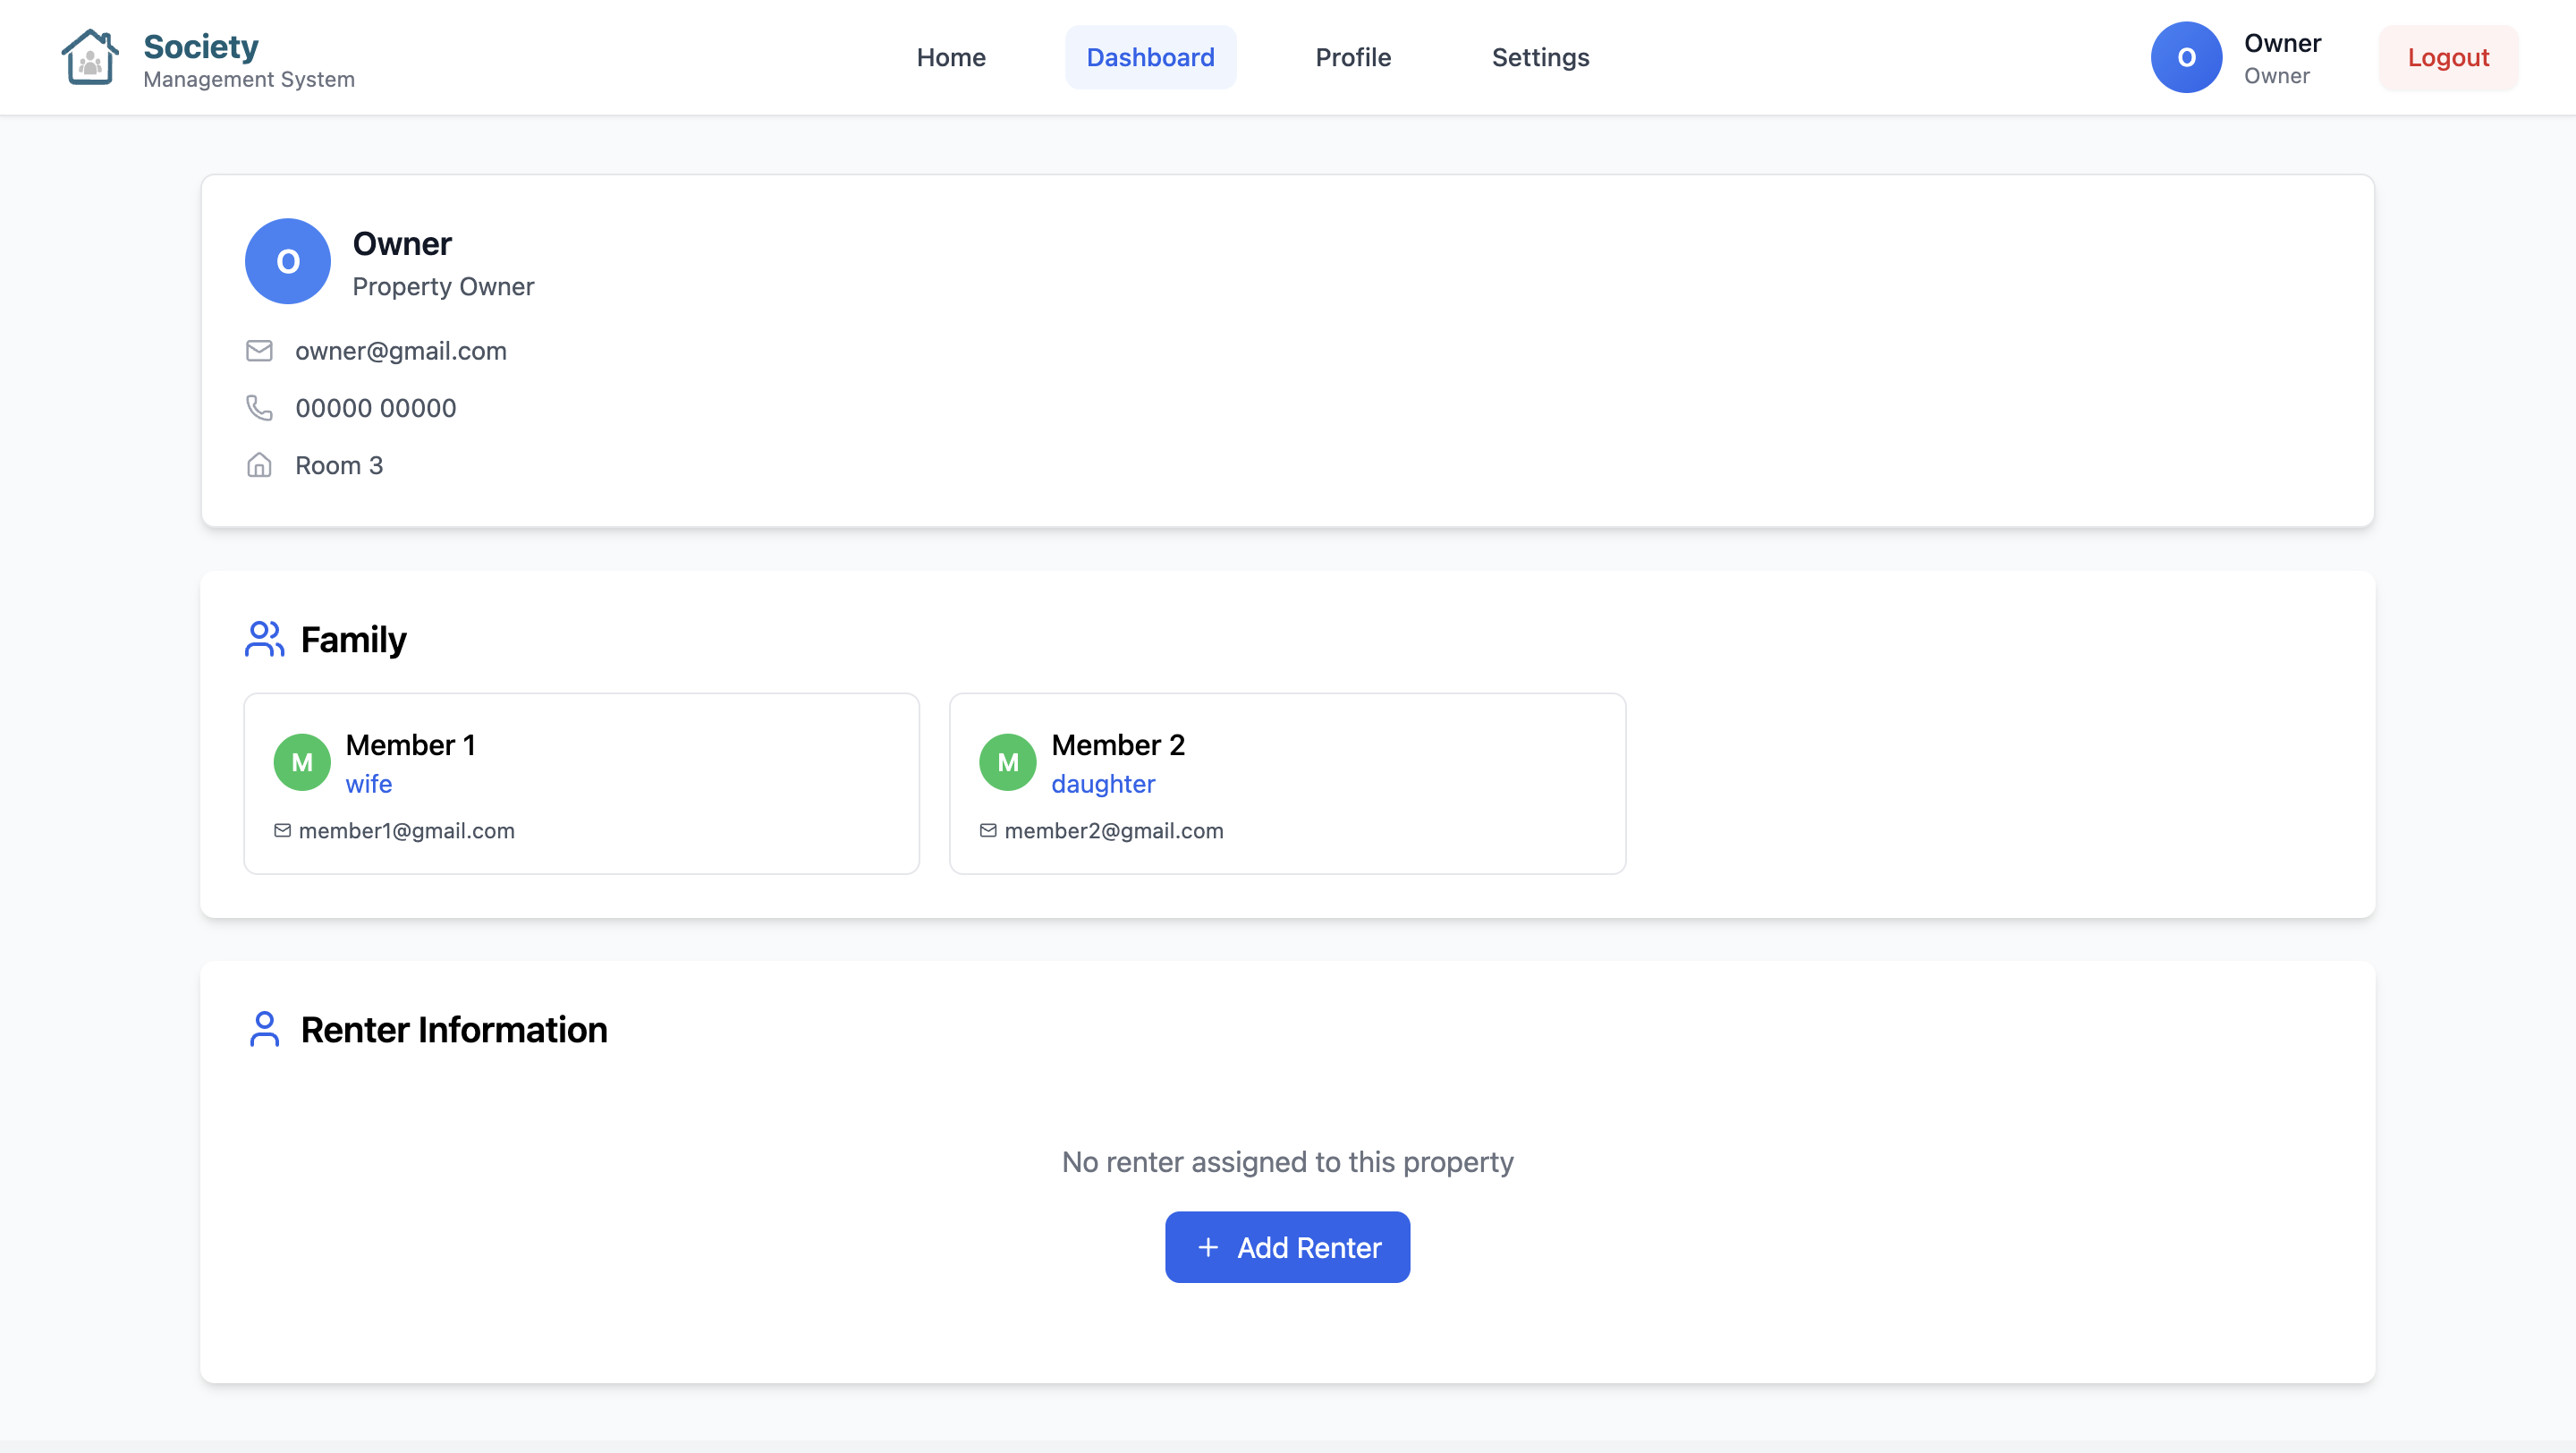 Society
Management System
Home
Dashboard
Profile
Settings
O
Owner
Owner
Logout
O
Owner
Property Owner
owner@gmail.com
00000 00000
Room 3
Family
M
Member 1
wife
member1@gmail.com
M
Member 2
daughter
member2@gmail.com
Renter Information
No renter assigned to this property
+ Add Renter